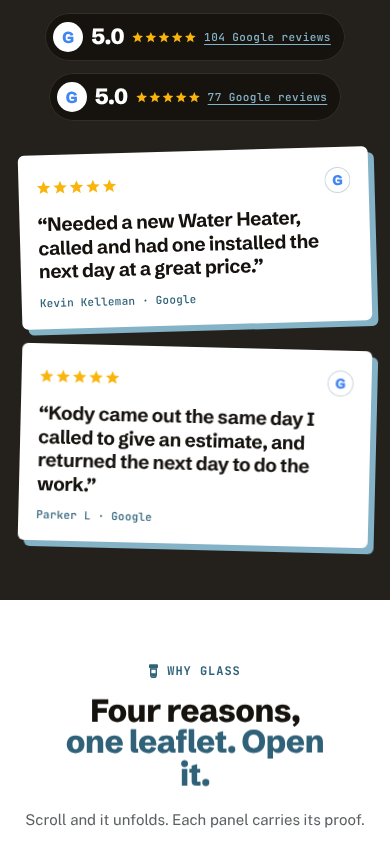 G 5.0 ★★★★★ 104 Google reviews
G 5.0 ★★★★★ 77 Google reviews
★★★★★ G
“Needed a new Water Heater,
called and had one installed the
next day at a great price.”
Kevin Kelleman · Google
★★★★★ G
“Kody came out the same day I
called to give an estimate, and
returned the next day to do the
work.”
Parker L · Google
WHY GLASS
Four reasons,
one leaflet. Open
it.
Scroll and it unfolds. Each panel carries its proof.